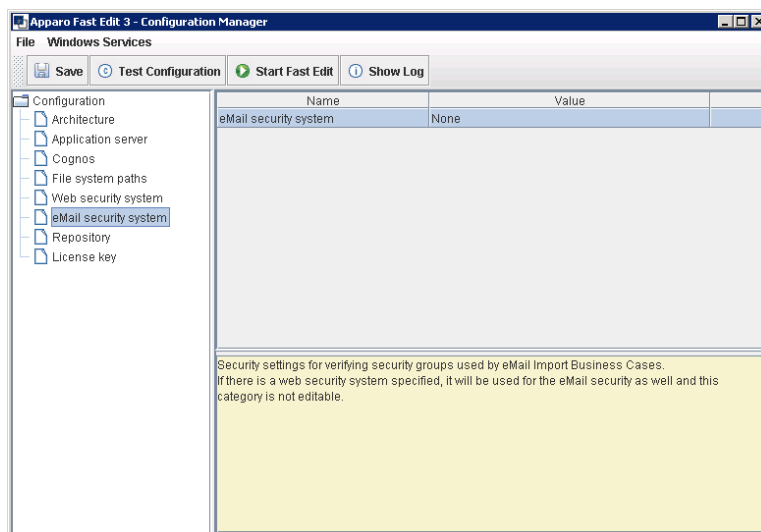 Apparo Fast Edit 3 - Configuration Manager
File Windows Services
Save Test Configuration Start Fast Edit Show Log
Configuration
Architecture
Application server
Cognos
File system paths
Web security system
eMail security system
Repository
License key
Name Value
eMail security system None
Security settings for verifying security groups used by eMail Import Business Cases.
If there is a web security system specified, it will be used for the eMail security as well and this
category is not editable.